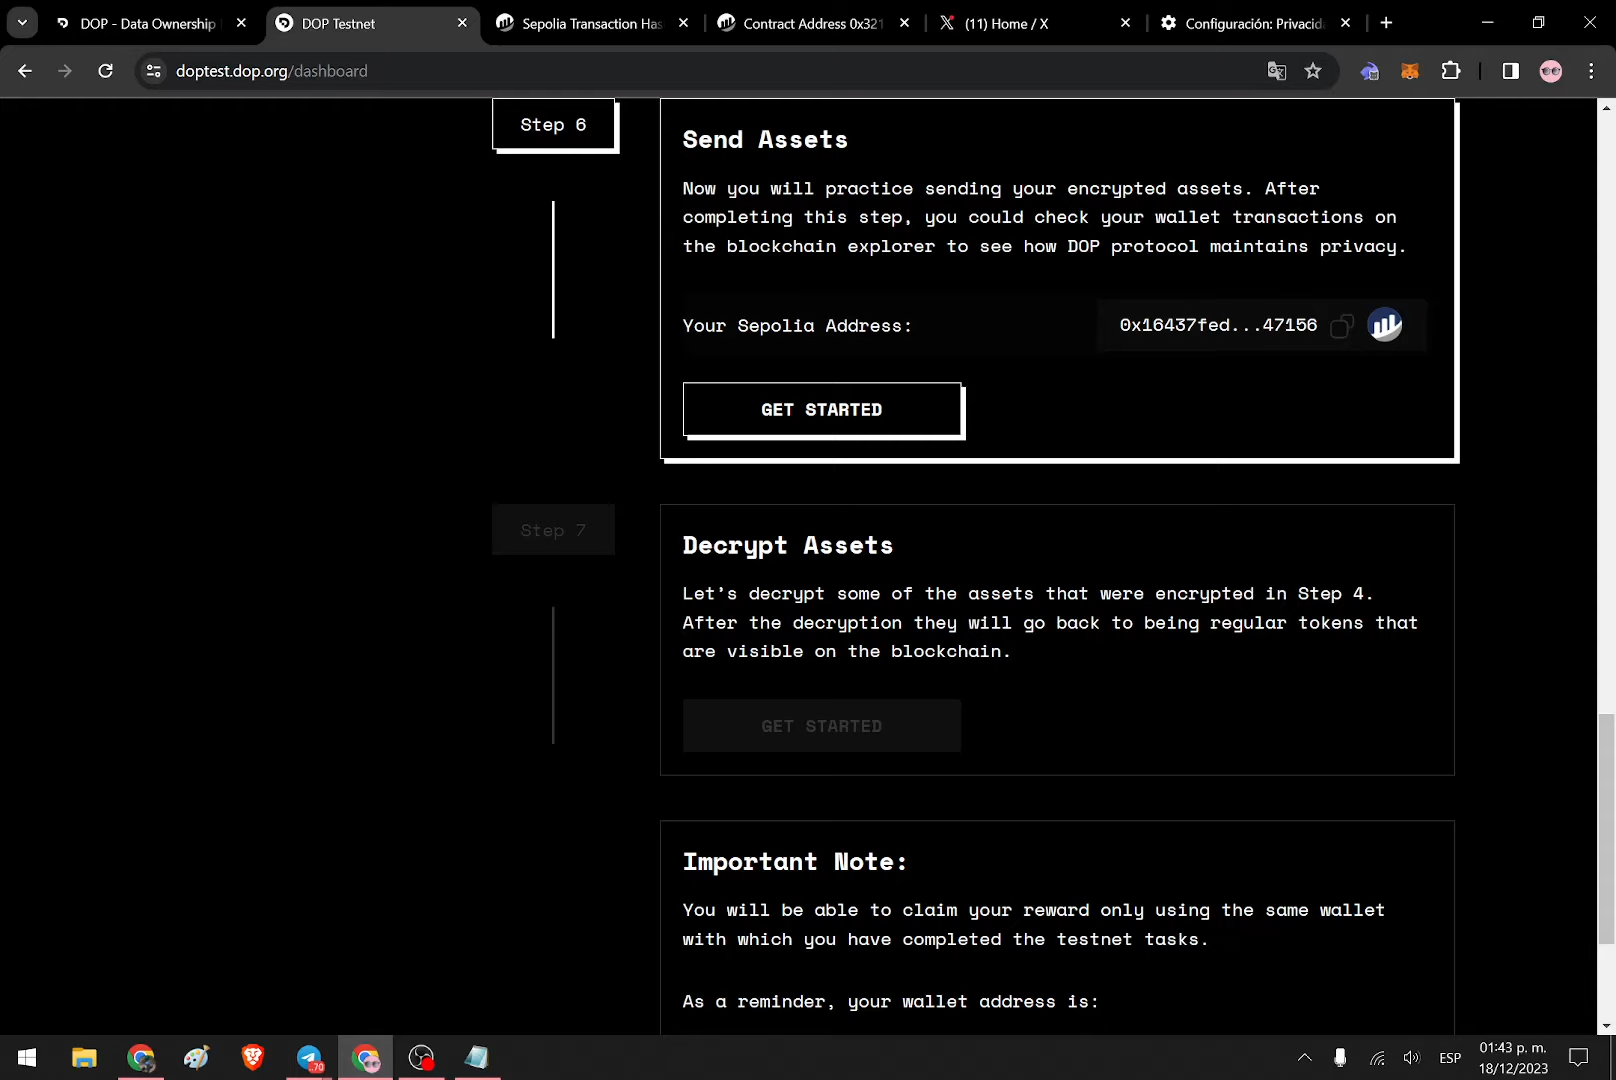 DOP - Data Ownership
DOP Testnet
Sepolia Transaction Has
Contract Address 0x321
(11) Home / X
Configuración: Privacid
doptest.dop.org/dashboard
Step 6
Send Assets
Now you will practice sending your encrypted assets. After
completing this step, you could check your wallet transactions on
the blockchain explorer to see how DOP protocol maintains privacy.
Your Sepolia Address:
0x16437fed...47156
GET STARTED
Step 7
Decrypt Assets
Let's decrypt some of the assets that were encrypted in Step 4.
After the decryption they will go back to being regular tokens that
are visible on the blockchain.
GET STARTED
Important Note:
You will be able to claim your reward only using the same wallet
with which you have completed the testnet tasks.
As a reminder, your wallet address is:
70
ESP
01:43 p. m.
18/12/2023